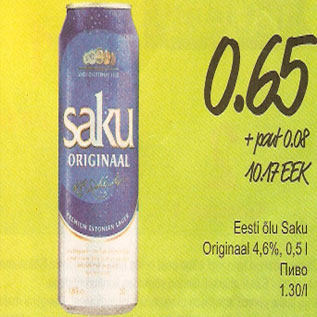 saku
ORIGINAAL
PREMIUM ESTONIAN LAGER
0.65
+ pant 0.08
10.17 EEK
Eesti õlu Saku
Originaal 4,6%, 0,5 l
Пиво
1.30/l